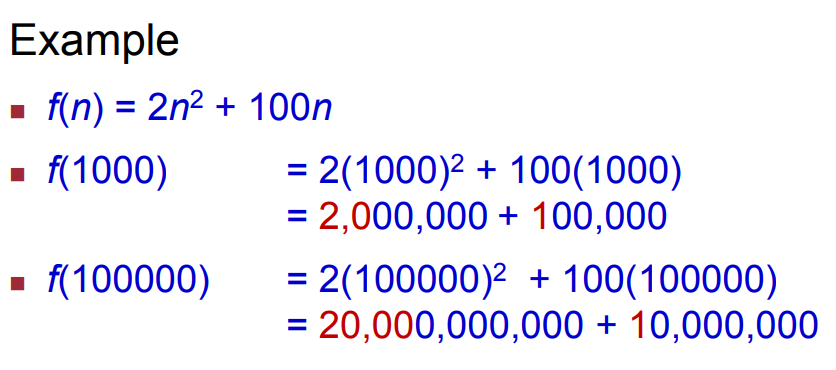 Example
▪ f(n) = 2n² + 100n
▪ f(1000) = 2(1000)² + 100(1000)
= 2,000,000 + 100,000
▪ f(100000) = 2(100000)² + 100(100000)
= 20,000,000,000 + 10,000,000